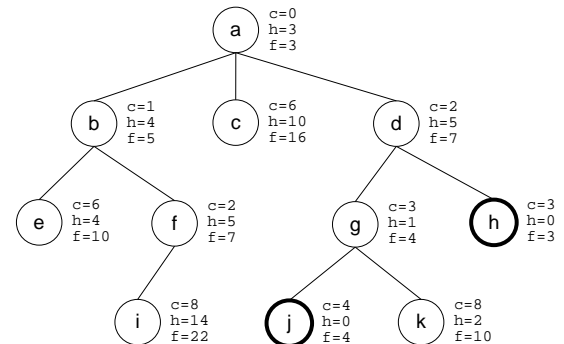 a
c=0
h=3
f=3
b
c=1
h=4
f=5
c
c=6
h=10
f=16
d
c=2
h=5
f=7
e
c=6
h=4
f=10
f
c=2
h=5
f=7
g
c=3
h=1
f=4
h
c=3
h=0
f=3
i
c=8
h=14
f=22
j
c=4
h=0
f=4
k
c=8
h=2
f=10